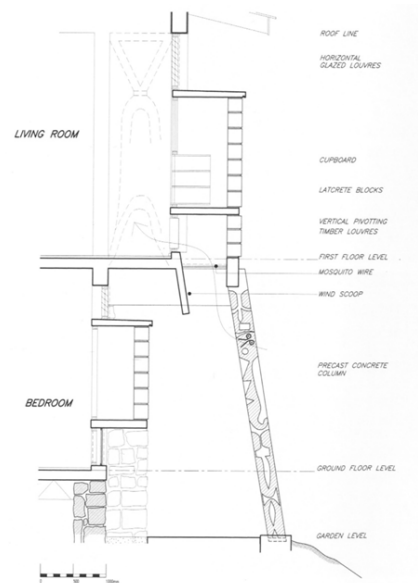 ROOF LINE
HORIZONTAL
GLAZED LOUVRES
LIVING ROOM
CUPBOARD
LATCRETE BLOCKS
VERTICAL PIVOTTING
TIMBER LOUVRES
FIRST FLOOR LEVEL
MOSQUITO WIRE
WIND SCOOP
PRECAST CONCRETE
COLUMN
BEDROOM
GROUND FLOOR LEVEL
GARDEN LEVEL